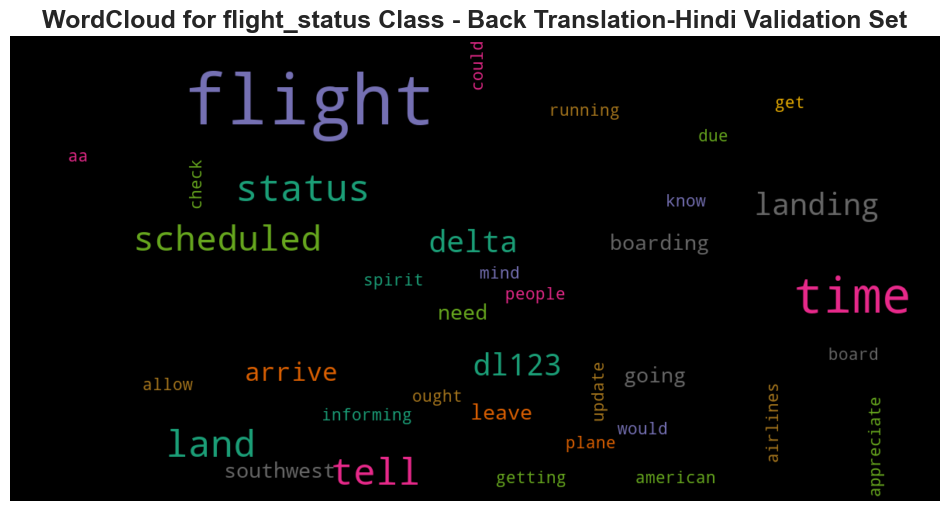 WordCloud for flight_status Class - Back Translation-Hindi Validation Set
could
flight
running
get
due
aa
check
status
know
landing
scheduled
delta
boarding
spirit
mind
people
time
need
board
dl123
arrive
going
allow
update
ought
informing
leave
airlines
appreciate
would
land
plane
southwest
tell
getting
american